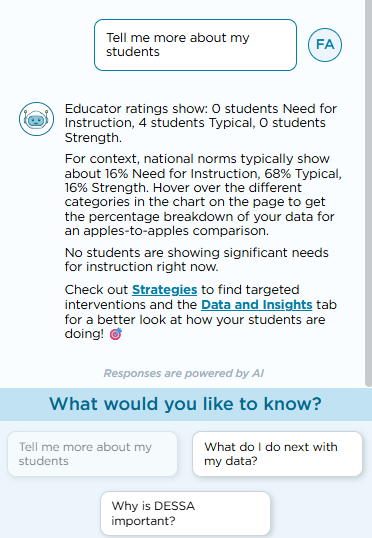 Tell me more about my
students
FA
Educator ratings show: 0 students Need for
Instruction, 4 students Typical, 0 students
Strength.
For context, national norms typically show
about 16% Need for Instruction, 68% Typical,
16% Strength. Hover over the different
categories in the chart on the page to get
the percentage breakdown of your data for
an apples-to-apples comparison.
No students are showing significant needs
for instruction right now.
Check out Strategies to find targeted
interventions and the Data and Insights tab
for a better look at how your students are
doing! 🎯
Responses are powered by AI
What would you like to know?
Tell me more about my
students
What do I do next with
my data?
Why is DESSA
important?